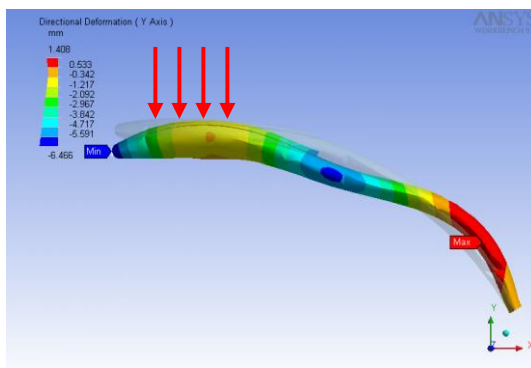 Directional Deformation ( Y Axis )
mm
1.408
0.533
-0.342
-1.217
-2.092
-2.967
-3.842
-4.717
-5.591
-6.466
Min
Max
Y
Z
X
ANSYS